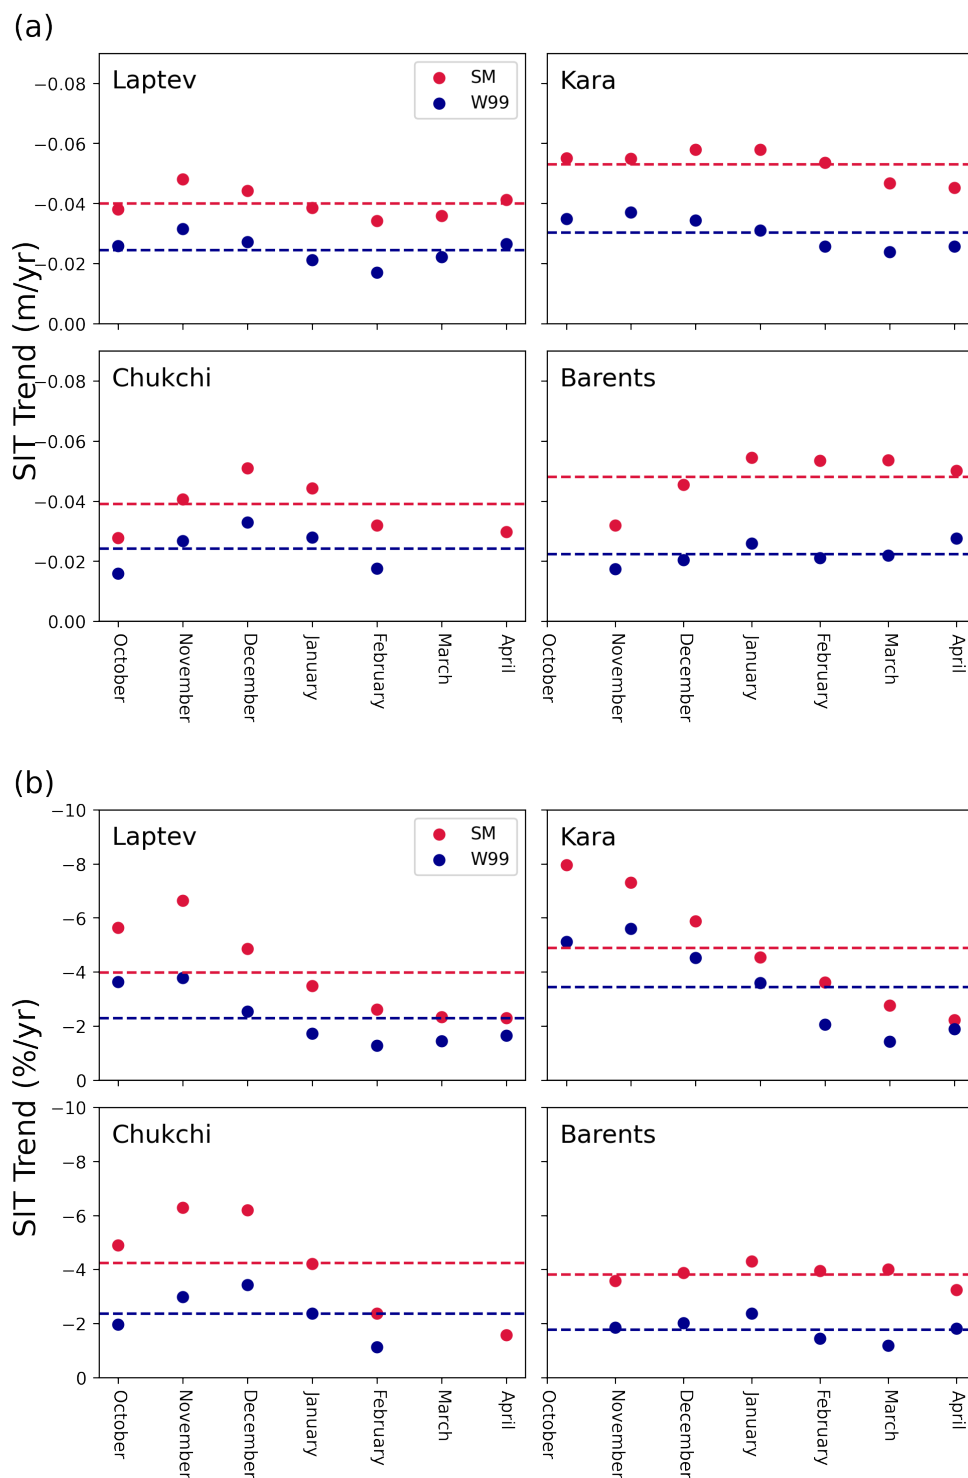 (a)
Laptev
SM
W99
Kara
−0.08
−0.06
−0.04
−0.02
0.00
Chukchi
Barents
−0.08
−0.06
−0.04
−0.02
0.00
SIT Trend (m/yr)
October
November
December
January
February
March
April
October
November
December
January
February
March
April
(b)
−10
−8
−6
−4
−2
0
Laptev
SM
W99
Kara
−10
−8
−6
−4
−2
0
Chukchi
Barents
SIT Trend (%/yr)
October
November
December
January
February
March
April
October
November
December
January
February
March
April